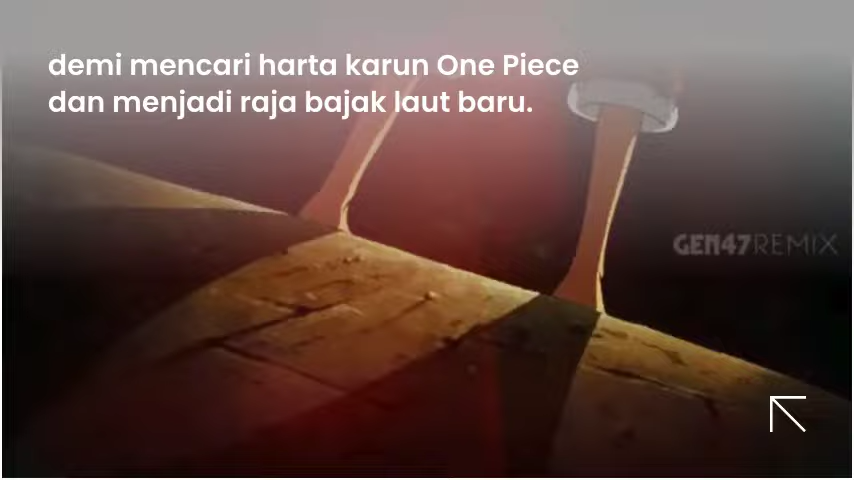 demi mencari harta karun One Piece
dan menjadi raja bajak laut baru.
GEN47REMIX